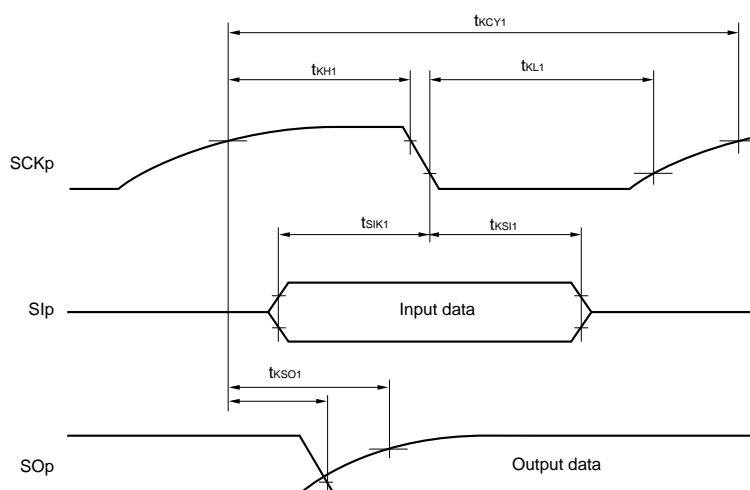 tKCY1
tKH1
tKL1
SCKp
tSIK1
tKSI1
SIp
Input data
tKSO1
SOp
Output data